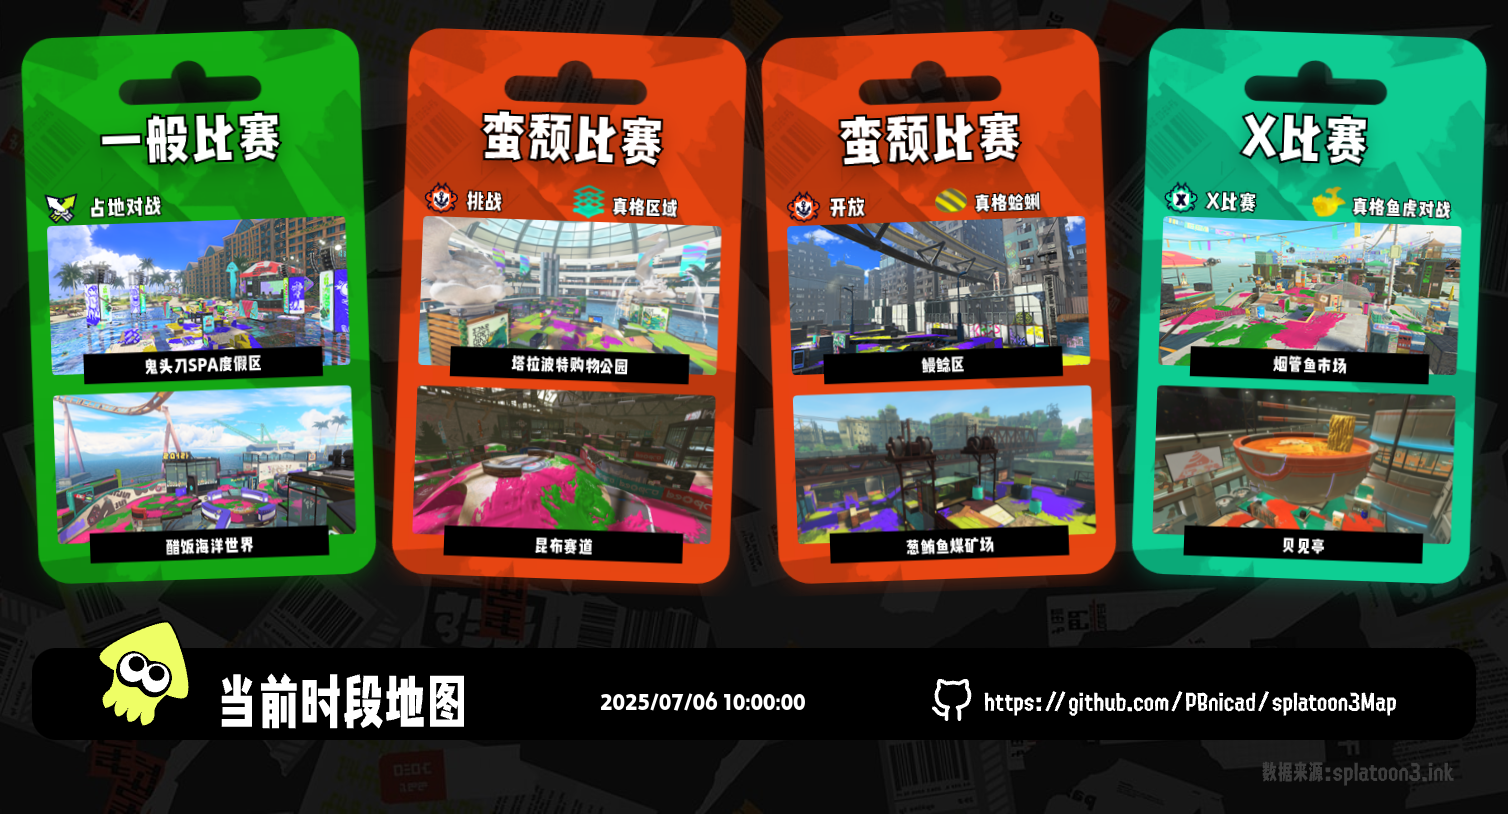 一般比赛
占地对战
鬼头刀SPA度假区
醋饭海洋世界
蛮颓比赛
挑战
真格区域
塔拉波特购物公园
昆布赛道
蛮颓比赛
开放
真格蛤蜊
鳗鲶区
葱鲔鱼煤矿场
X比赛
X比赛
真格鱼虎对战
烟管鱼市场
贝见亭
当前时段地图
2025/07/06 10:00:00
https://github.com/PBnicad/splatoon3Map
数据来源:splatoon3.ink